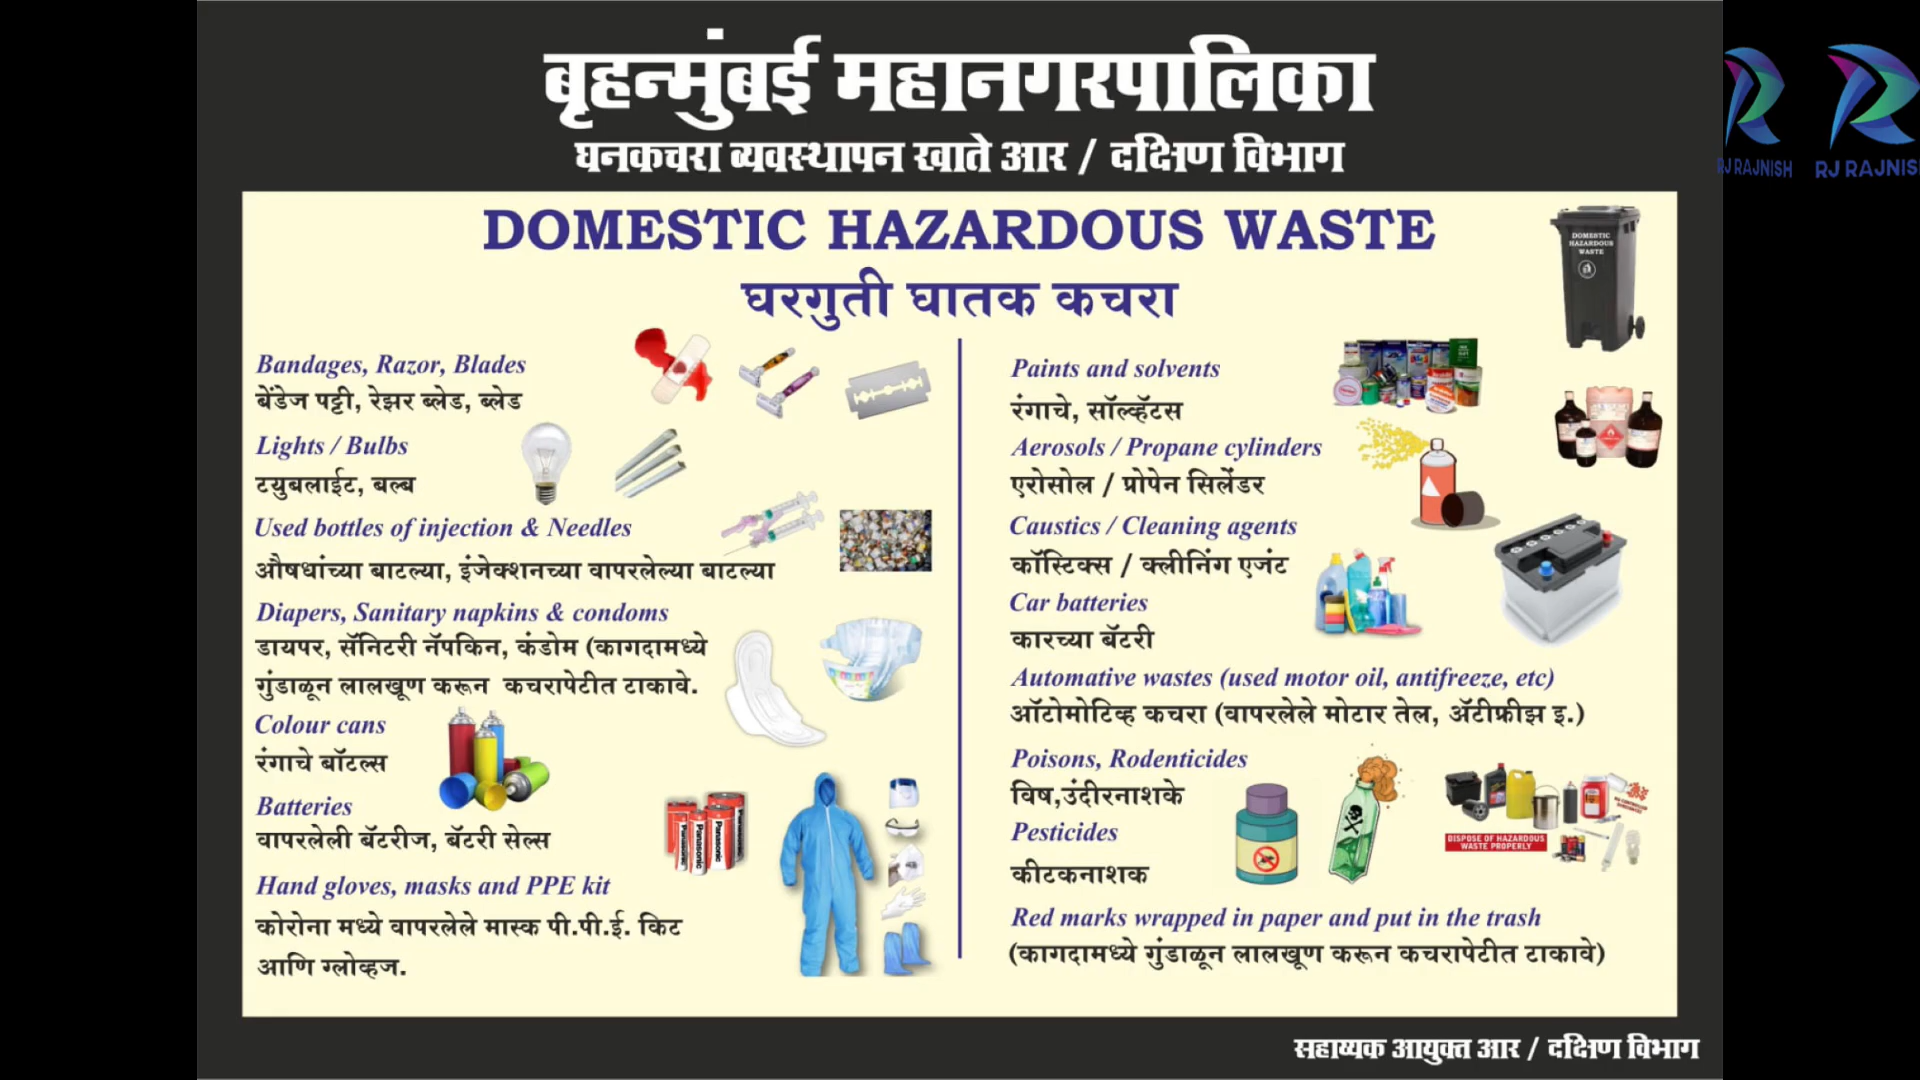 बृहन्मुंबई महानगरपालिका
घनकचरा व्यवस्थापन खाते आर / दक्षिण विभाग
RJ RAJNISH
RJ RAJNIS
DOMESTIC HAZARDOUS WASTE
घरगुती घातक कचरा
DOMESTIC
HAZARDOUS
WASTE
Bandages, Razor, Blades
बेंडेज पट्टी, रेझर ब्लेड, ब्लेड
Lights / Bulbs
टयुबलाईट, बल्ब
Used bottles of injection & Needles
औषधांच्या बाटल्या, इंजेक्शनच्या वापरलेल्या बाटल्या
Diapers, Sanitary napkins & condoms
डायपर, सॅनिटरी नॅपकिन, कंडोम (कागदामध्ये
गुंडाळून लालखूण करून कचरापेटीत टाकावे.
Colour cans
रंगाचे बॉटल्स
Batteries
वापरलेली बॅटरीज, बॅटरी सेल्स
Panasonic
Panasonic
Panasonic
Hand gloves, masks and PPE kit
कोरोना मध्ये वापरलेले मास्क पी.पी.ई. किट
आणि ग्लोव्हज.
Paints and solvents
रंगाचे, सॉल्व्हॅटस
Aerosols / Propane cylinders
एरोसोल / प्रोपेन सिलेंडर
Caustics / Cleaning agents
कॉस्टिक्स / क्लीनिंग एजंट
Car batteries
कारच्या बॅटरी
Automative wastes (used motor oil, antifreeze, etc)
ऑटोमोटिव्ह कचरा (वापरलेले मोटार तेल, ॲटीफ्रीझ इ.)
Poisons, Rodenticides
विष,उंदीरनाशके
Pesticides
कीटकनाशक
DISPOSE OF HAZARDOUS
WASTE PROPERLY
Red marks wrapped in paper and put in the trash
(कागदामध्ये गुंडाळून लालखूण करून कचरापेटीत टाकावे)
सहाय्यक आयुक्त आर / दक्षिण विभाग